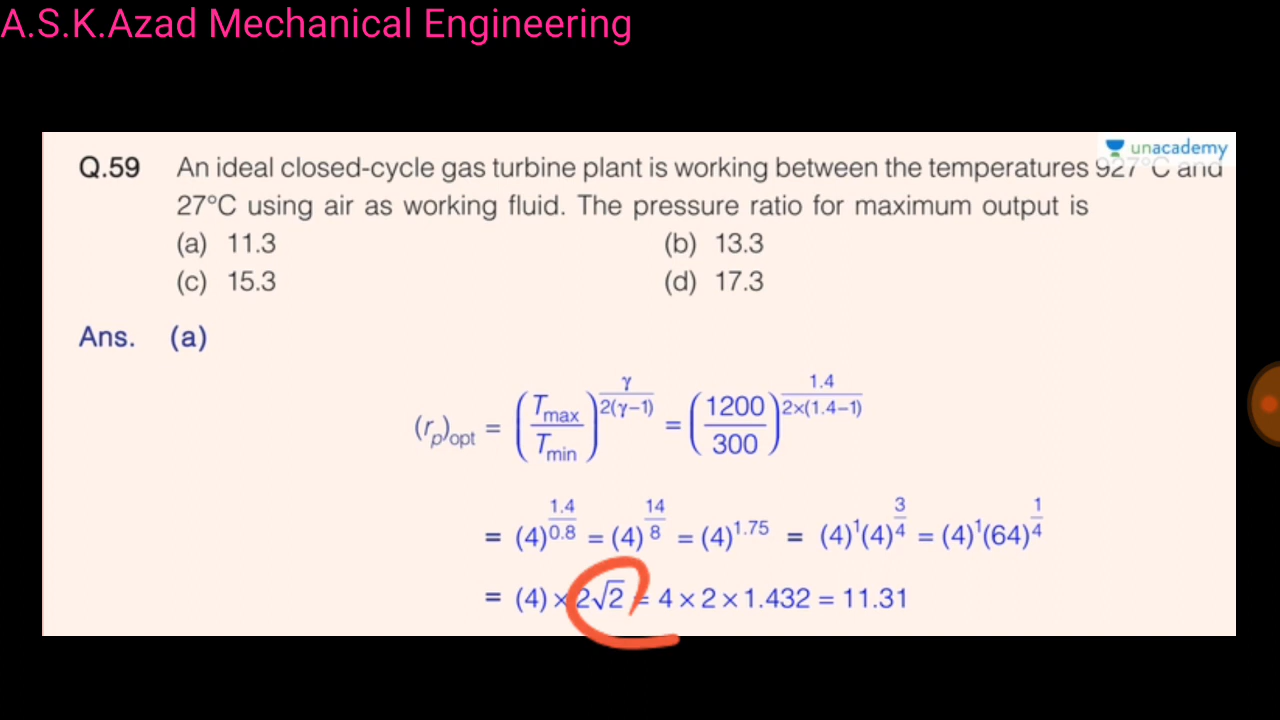 A.S.K.Azad Mechanical Engineering
unacademy
Q.59 An ideal closed-cycle gas turbine plant is working between the temperatures 927°C and
27°C using air as working fluid. The pressure ratio for maximum output is
(a) 11.3 (b) 13.3
(c) 15.3 (d) 17.3
Ans. (a)
(r_p)_opt = (T_max/T_min)^(γ/2(γ−1)) = (1200/300)^(1.4/2×(1.4−1))
= (4)^(1.4/0.8) = (4)^(14/8) = (4)^1.75 = (4)^1(4)^(3/4) = (4)^1(64)^(1/4)
= (4) × 2√2 = 4 × 2 × 1.432 = 11.31